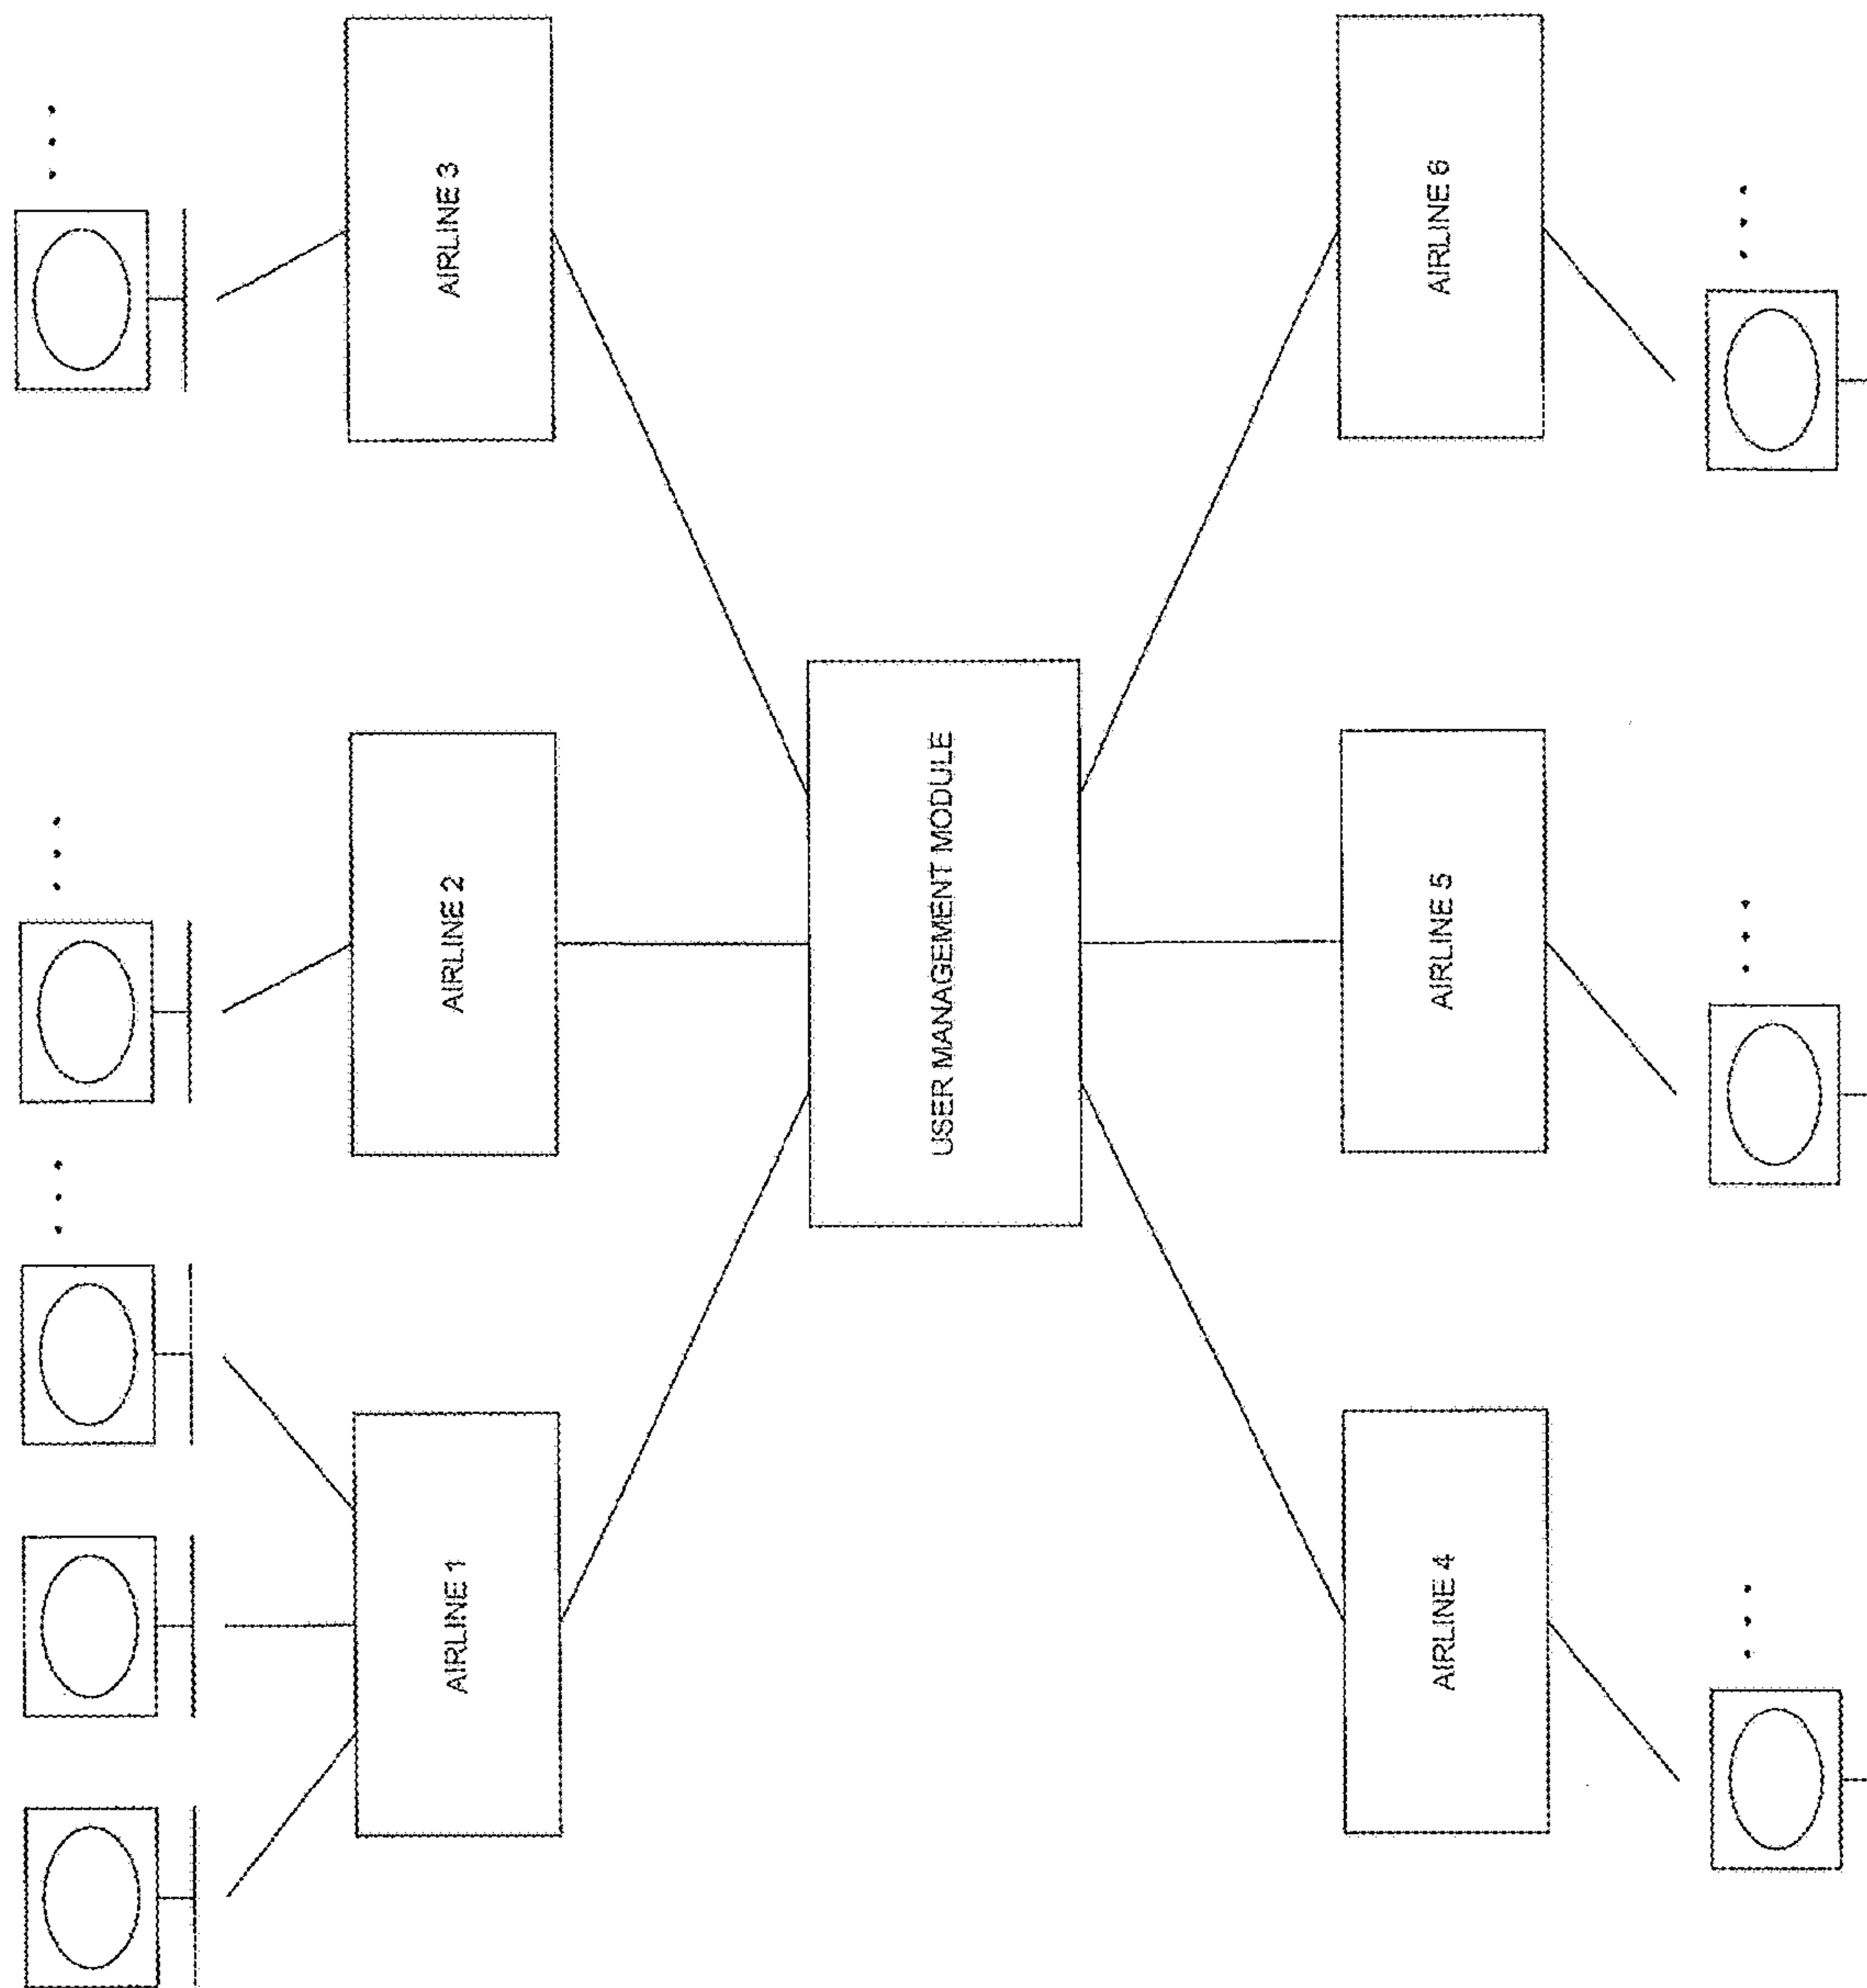 AIRLINE 1
AIRLINE 2
AIRLINE 3
USER MANAGEMENT MODULE
AIRLINE 4
AIRLINE 5
AIRLINE 6